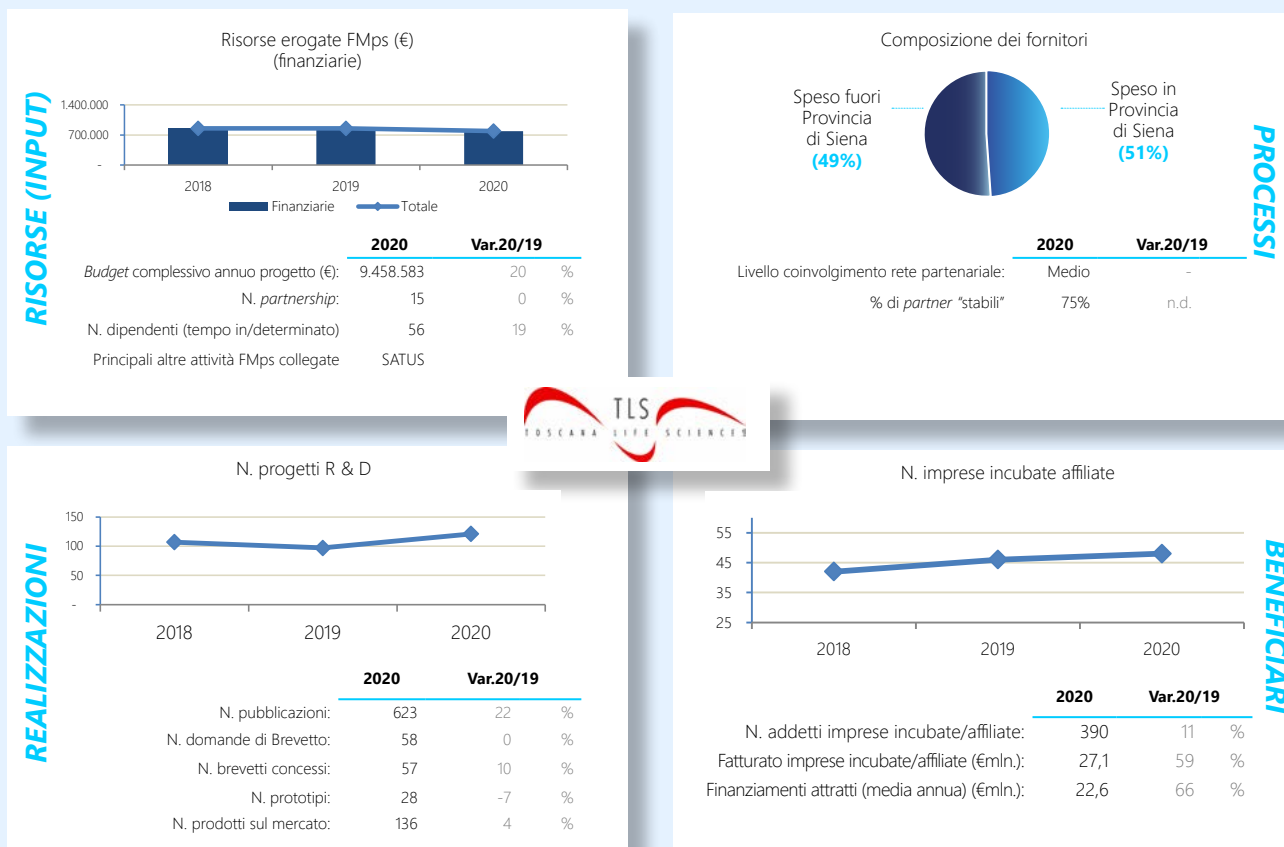 RISORSE (INPUT)
Risorse erogate FMps (€)
(finanziarie)
1.400.000
700.000
-
2018 2019 2020
Finanziarie Totale
2020 Var.20/19
Budget complessivo annuo progetto (€): 9.458.583 20 %
N. partnership: 15 0 %
N. dipendenti (tempo in/determinato) 56 19 %
Principali altre attività FMps collegate SATUS
PROCESSI
Composizione dei fornitori
Speso fuori
Provincia
di Siena
(49%)
Speso in
Provincia
di Siena
(51%)
2020 Var.20/19
Livello coinvolgimento rete partenariale: Medio -
% di partner "stabili" 75% n.d.
TLS
TOSCANA LIFE SCIENCES
REALIZZAZIONI
N. progetti R & D
150
100
50
-
2018 2019 2020
2020 Var.20/19
N. pubblicazioni: 623 22 %
N. domande di Brevetto: 58 0 %
N. brevetti concessi: 57 10 %
N. prototipi: 28 -7 %
N. prodotti sul mercato: 136 4 %
BENEFICIARI
N. imprese incubate affiliate
55
45
35
25
2018 2019 2020
2020 Var.20/19
N. addetti imprese incubate/affiliate: 390 11 %
Fatturato imprese incubate/affiliate (€mln.): 27,1 59 %
Finanziamenti attratti (media annua) (€mln.): 22,6 66 %